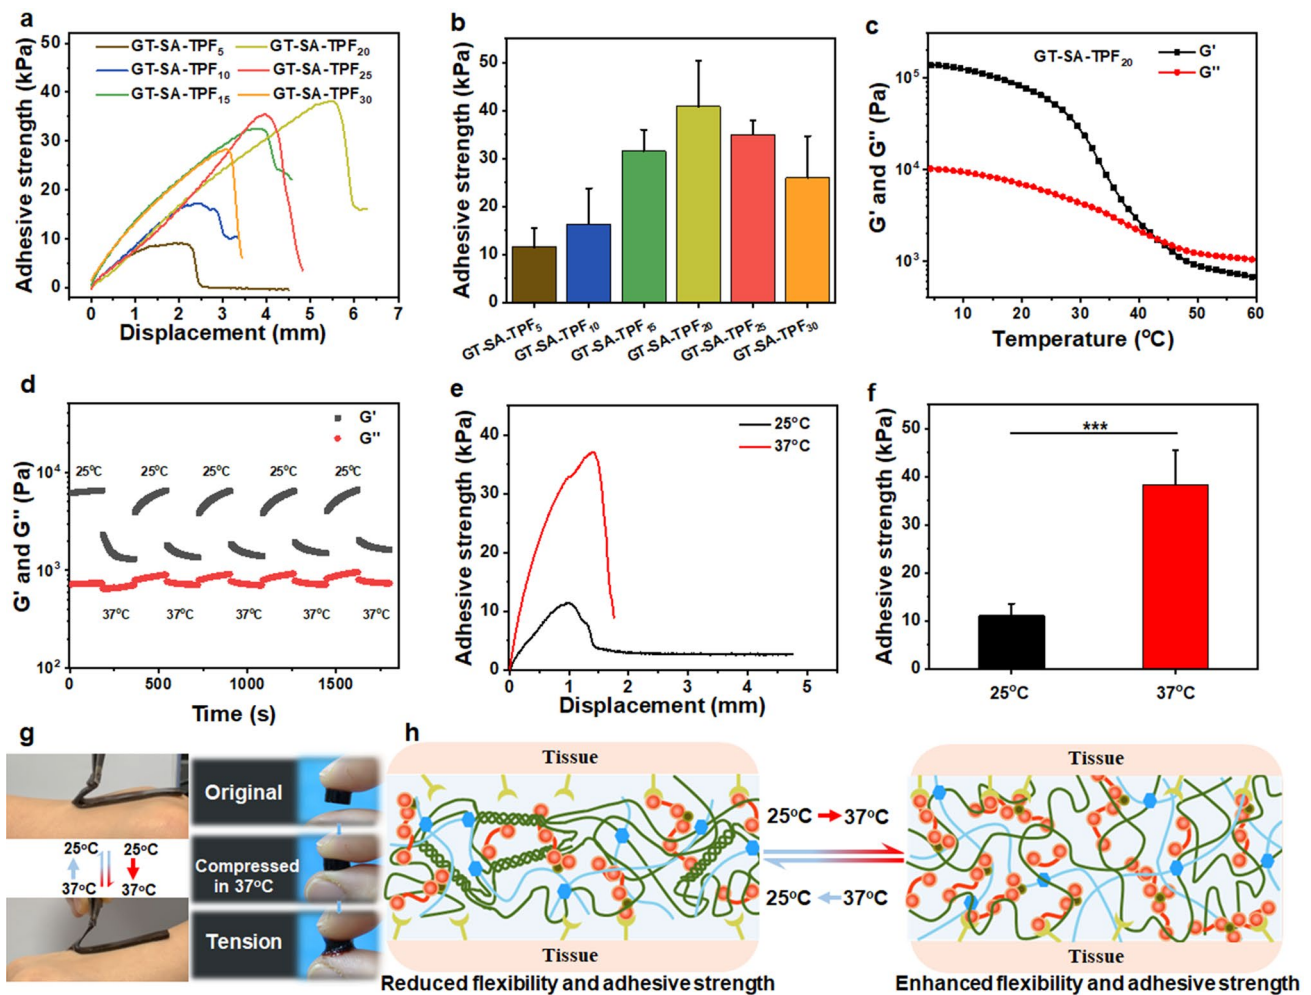 a
Adhesive strength (kPa)
50
40
30
20
10
0
GT-SA-TPF5
GT-SA-TPF10
GT-SA-TPF15
GT-SA-TPF20
GT-SA-TPF25
GT-SA-TPF30
0 1 2 3 4 5 6 7
Displacement (mm)
b
Adhesive strength (kPa)
50
40
30
20
10
0
GT-SA-TPF5
GT-SA-TPF10
GT-SA-TPF15
GT-SA-TPF20
GT-SA-TPF25
GT-SA-TPF30
c
G' and G'' (Pa)
10^5
10^4
10^3
GT-SA-TPF20
G'
G''
10 20 30 40 50 60
Temperature (°C)
d
G' and G'' (Pa)
10^4
10^3
10^2
G'
G''
25°C 25°C 25°C 25°C 25°C
37°C 37°C 37°C 37°C 37°C
0 500 1000 1500
Time (s)
e
Adhesive strength (kPa)
40
30
20
10
0
25°C
37°C
0 1 2 3 4 5
Displacement (mm)
f
Adhesive strength (kPa)
50
40
30
20
10
0
***
25°C 37°C
g
25°C 25°C
37°C 37°C
Original
Compressed
in 37°C
Tension
h
Tissue
Tissue
Reduced flexibility and adhesive strength
25°C 37°C
25°C 37°C
Tissue
Tissue
Enhanced flexibility and adhesive strength